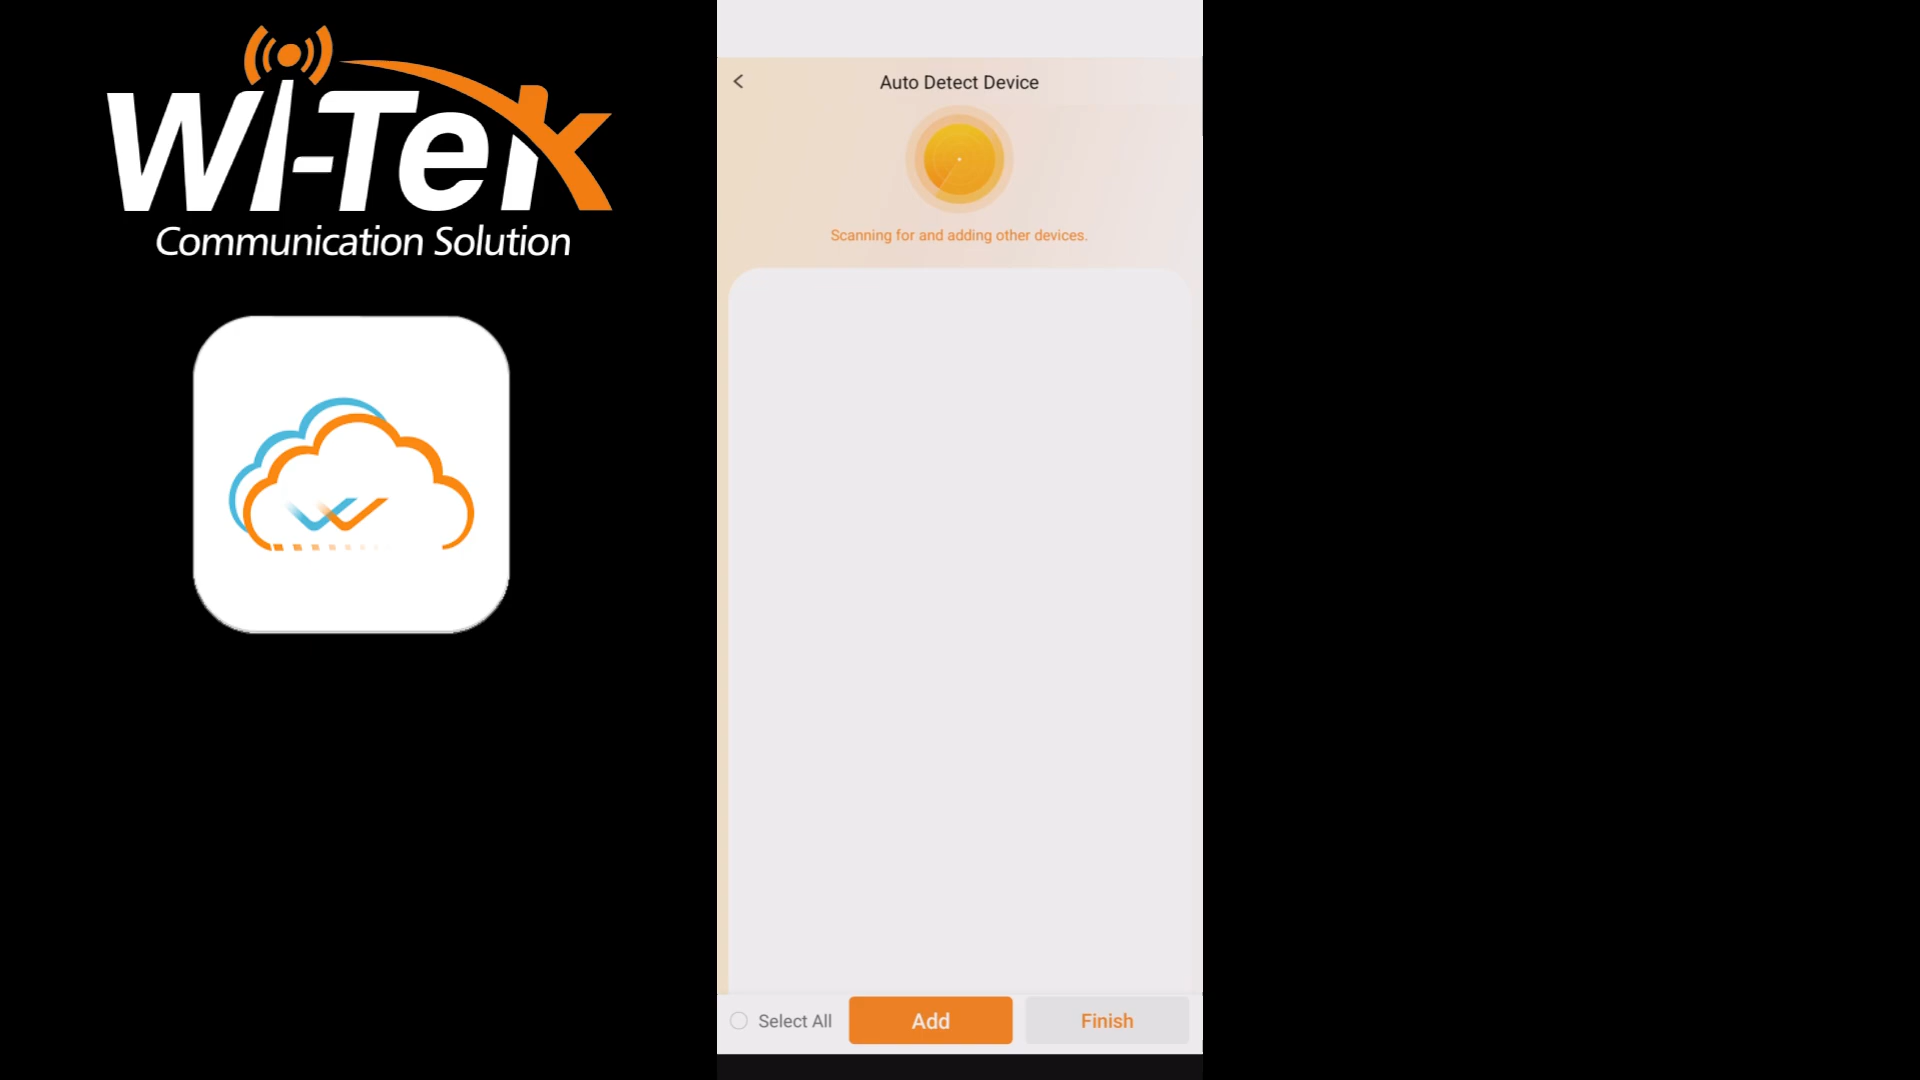 Wi-Tek
Communication Solution
Auto Detect Device
Scanning for and adding other devices.
Select All
Add
Finish